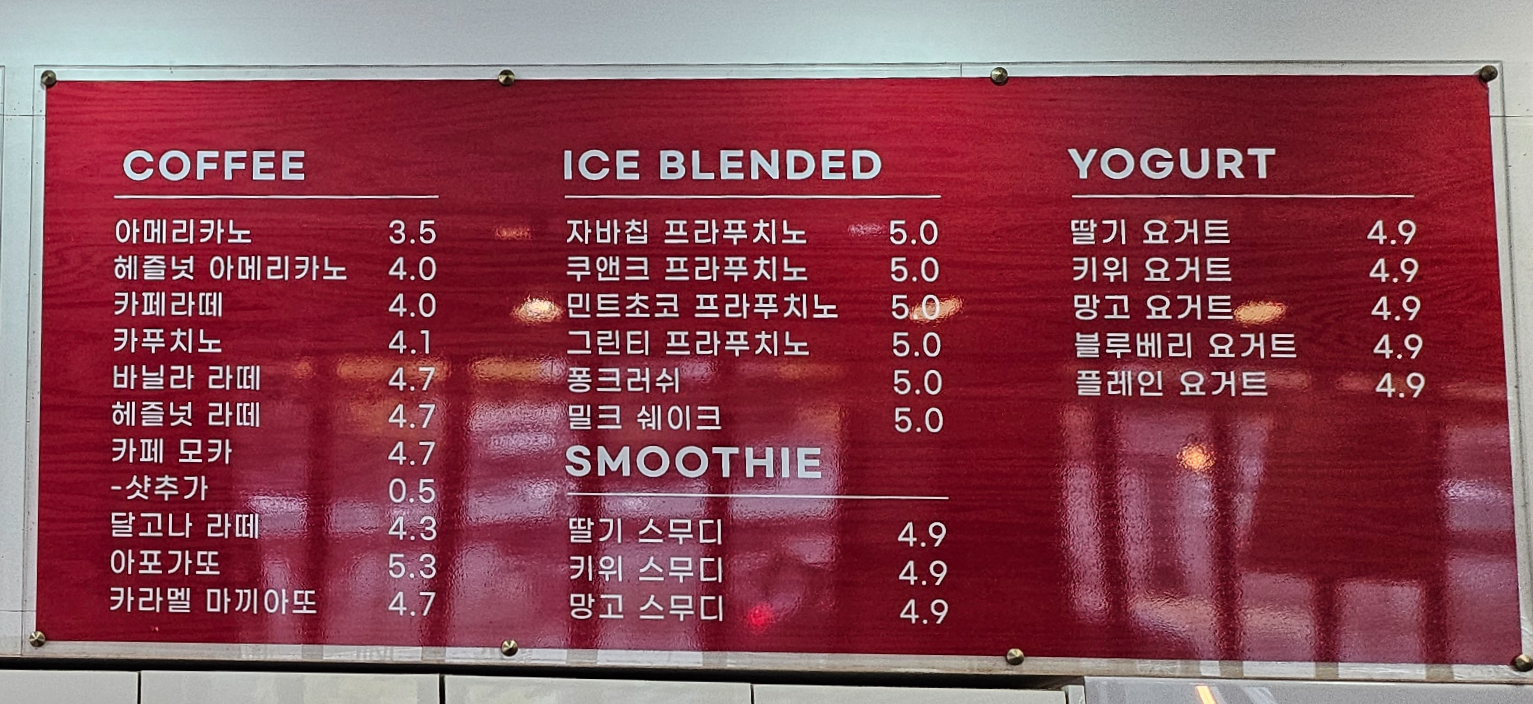 COFFEE
아메리카노 3.5
헤즐넛 아메리카노 4.0
카페라떼 4.0
카푸치노 4.1
바닐라 라떼 4.7
헤즐넛 라떼 4.7
카페 모카 4.7
-샷추가 0.5
달고나 라떼 4.3
아포가또 5.3
카라멜 마끼아또 4.7
ICE BLENDED
자바칩 프라푸치노 5.0
쿠앤크 프라푸치노 5.0
민트초코 프라푸치노 5.0
그린티 프라푸치노 5.0
퐁크러쉬 5.0
밀크 쉐이크 5.0
SMOOTHIE
딸기 스무디 4.9
키위 스무디 4.9
망고 스무디 4.9
YOGURT
딸기 요거트 4.9
키위 요거트 4.9
망고 요거트 4.9
블루베리 요거트 4.9
플레인 요거트 4.9